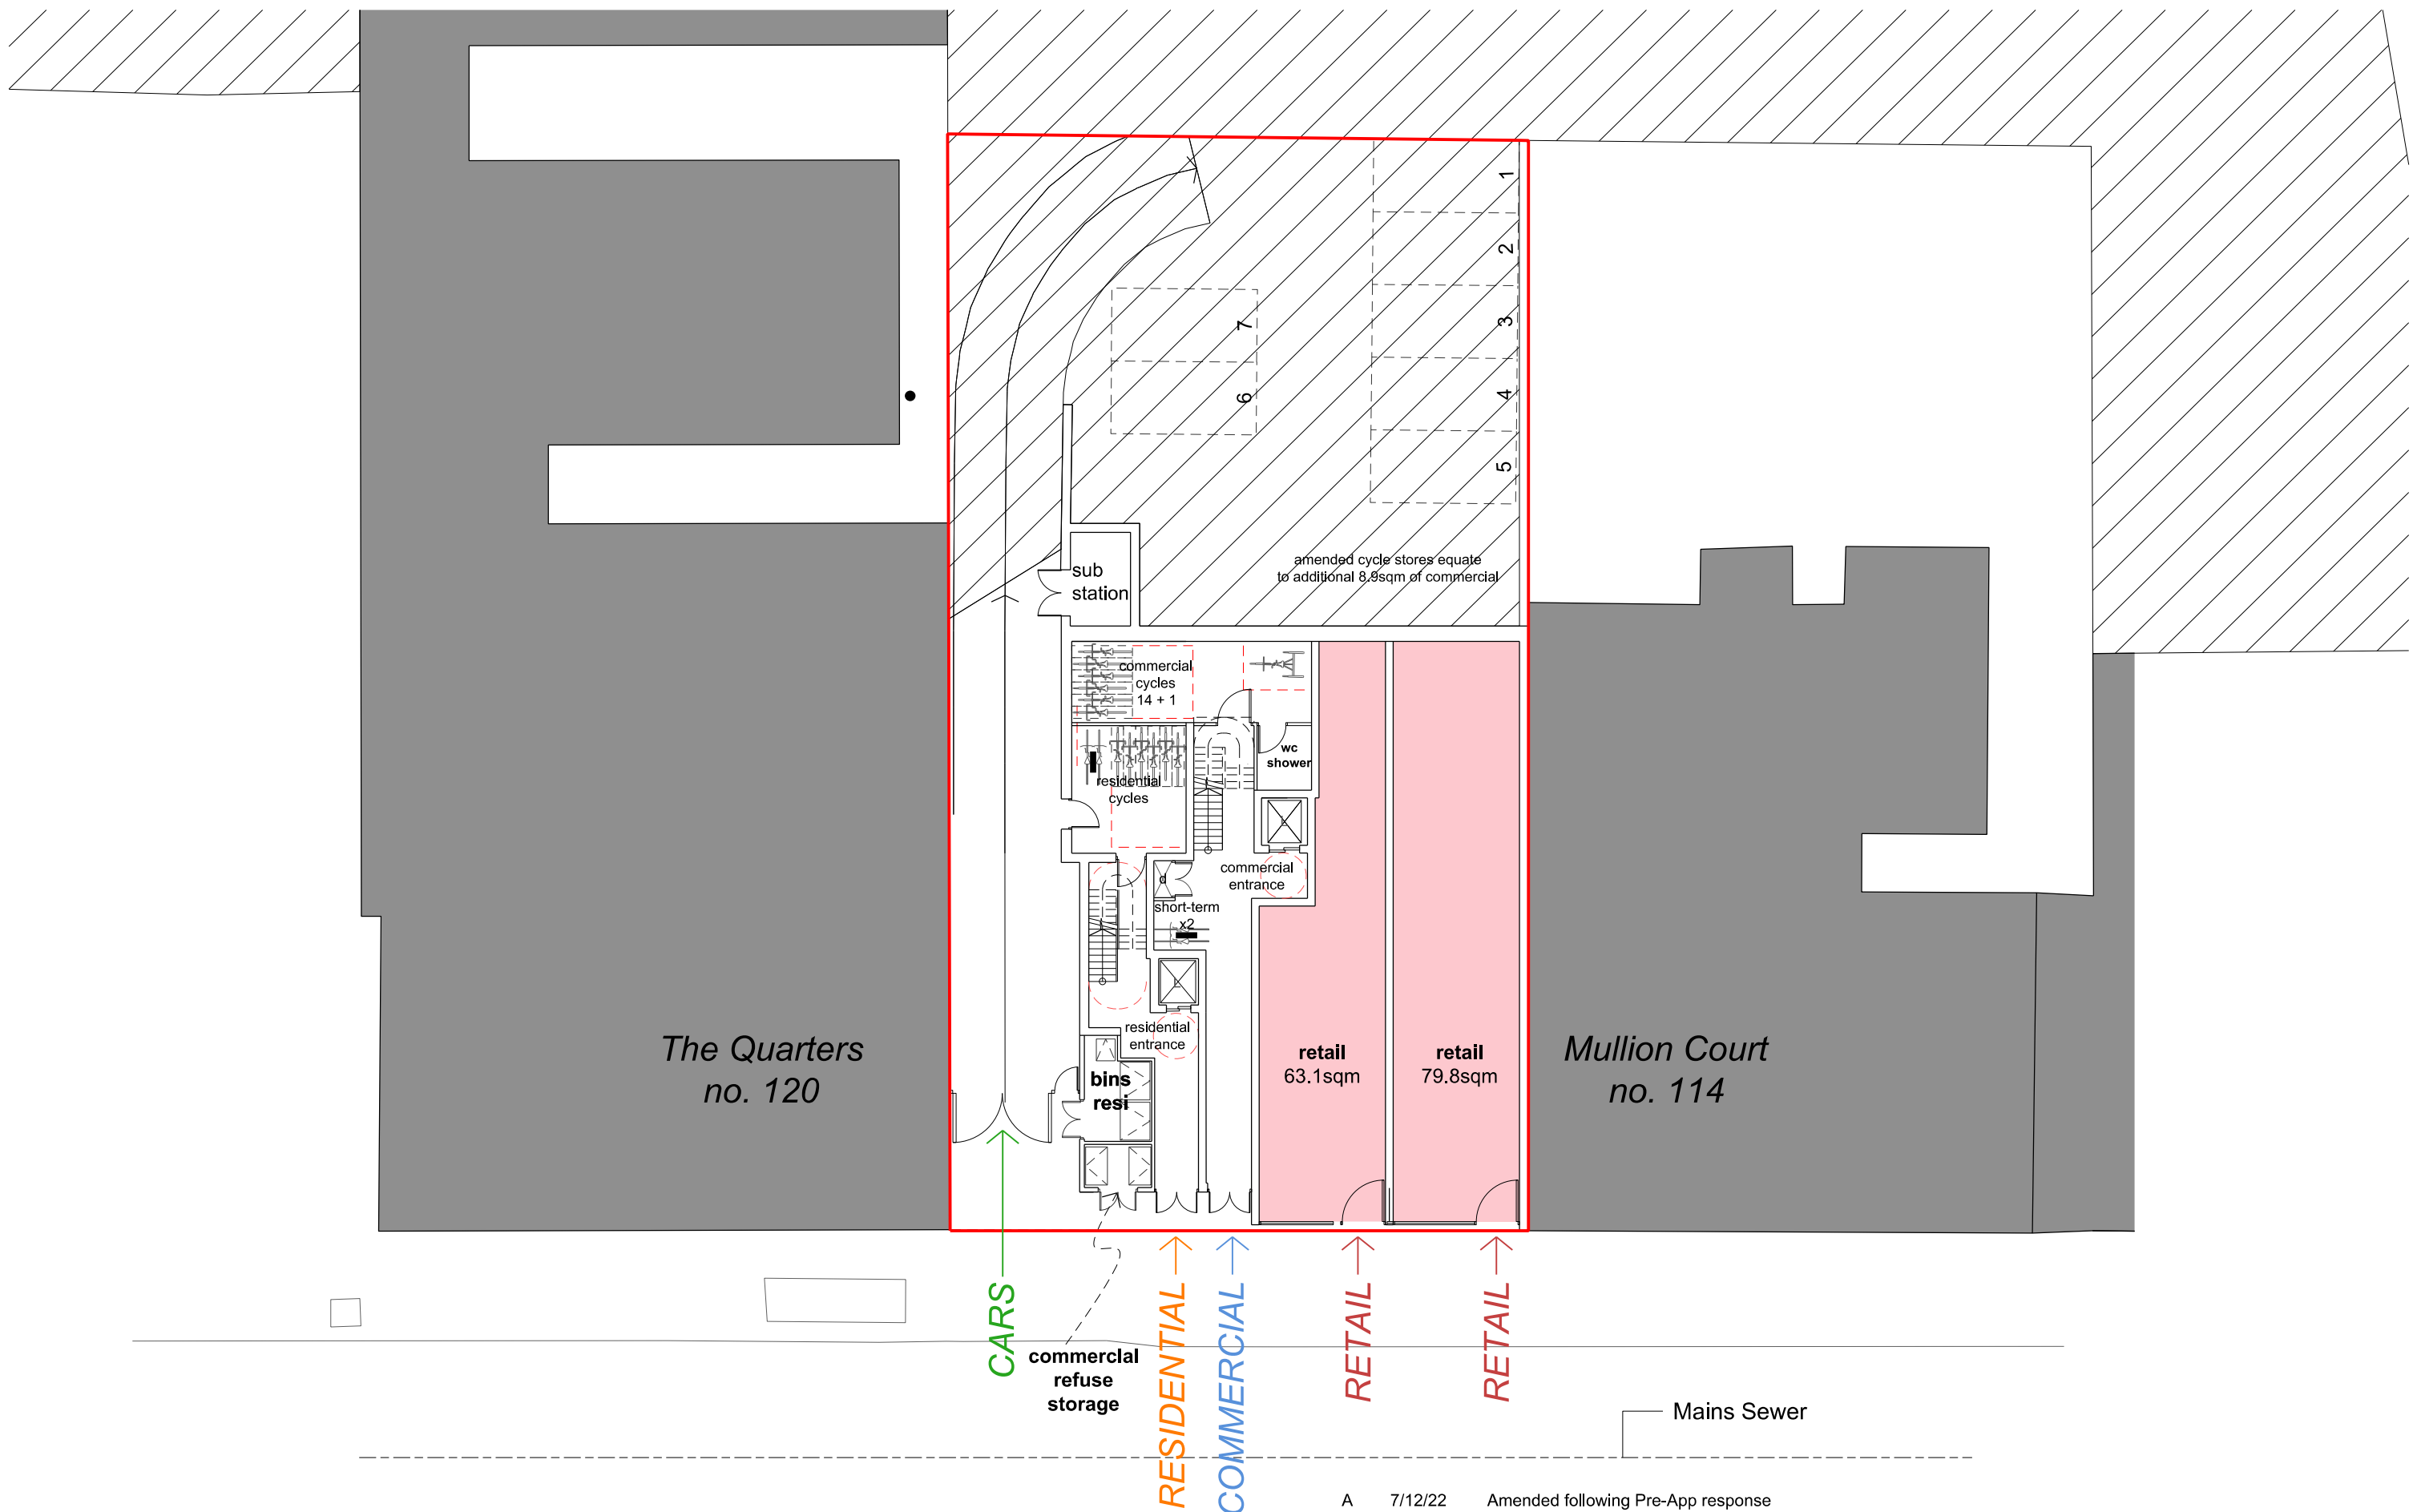 1
2
3
4
5
7
6
amended cycle stores equate
to additional 8.9sqm of commercial
sub
station
commercial
cycles
14 + 1
wc
shower
residential
cycles
L
commercial
entrance
d
short-term
x2
L
residential
entrance
bins
resi
retail
63.1sqm
retail
79.8sqm
The Quarters
no. 120
Mullion Court
no. 114
CARS
RESIDENTIAL
COMMERCIAL
RETAIL
RETAIL
commercial
refuse
storage
Mains Sewer
A 7/12/22 Amended following Pre-App response